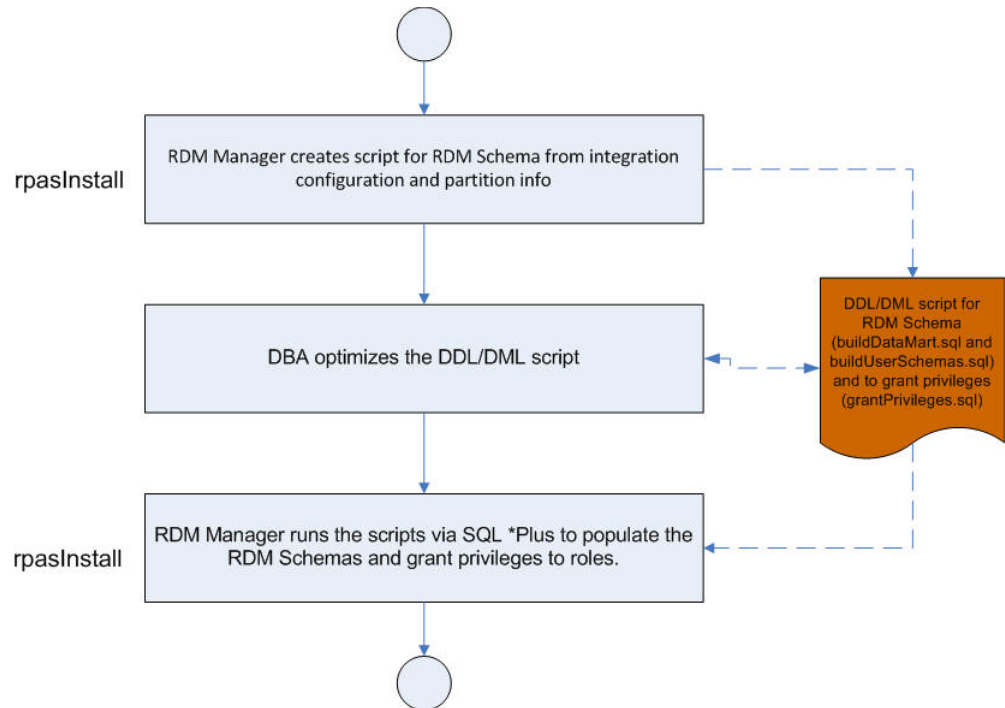 rpasInstall
RDM Manager creates script for RDM Schema from integration
configuration and partition info
DDL/DML script for
RDM Schema
(buildDataMart.sql and
buildUserSchemas.sql)
and to grant privileges
(grantPrivileges.sql)
DBA optimizes the DDL/DML script
rpasInstall
RDM Manager runs the scripts via SQL *Plus to populate the
RDM Schemas and grant privileges to roles.